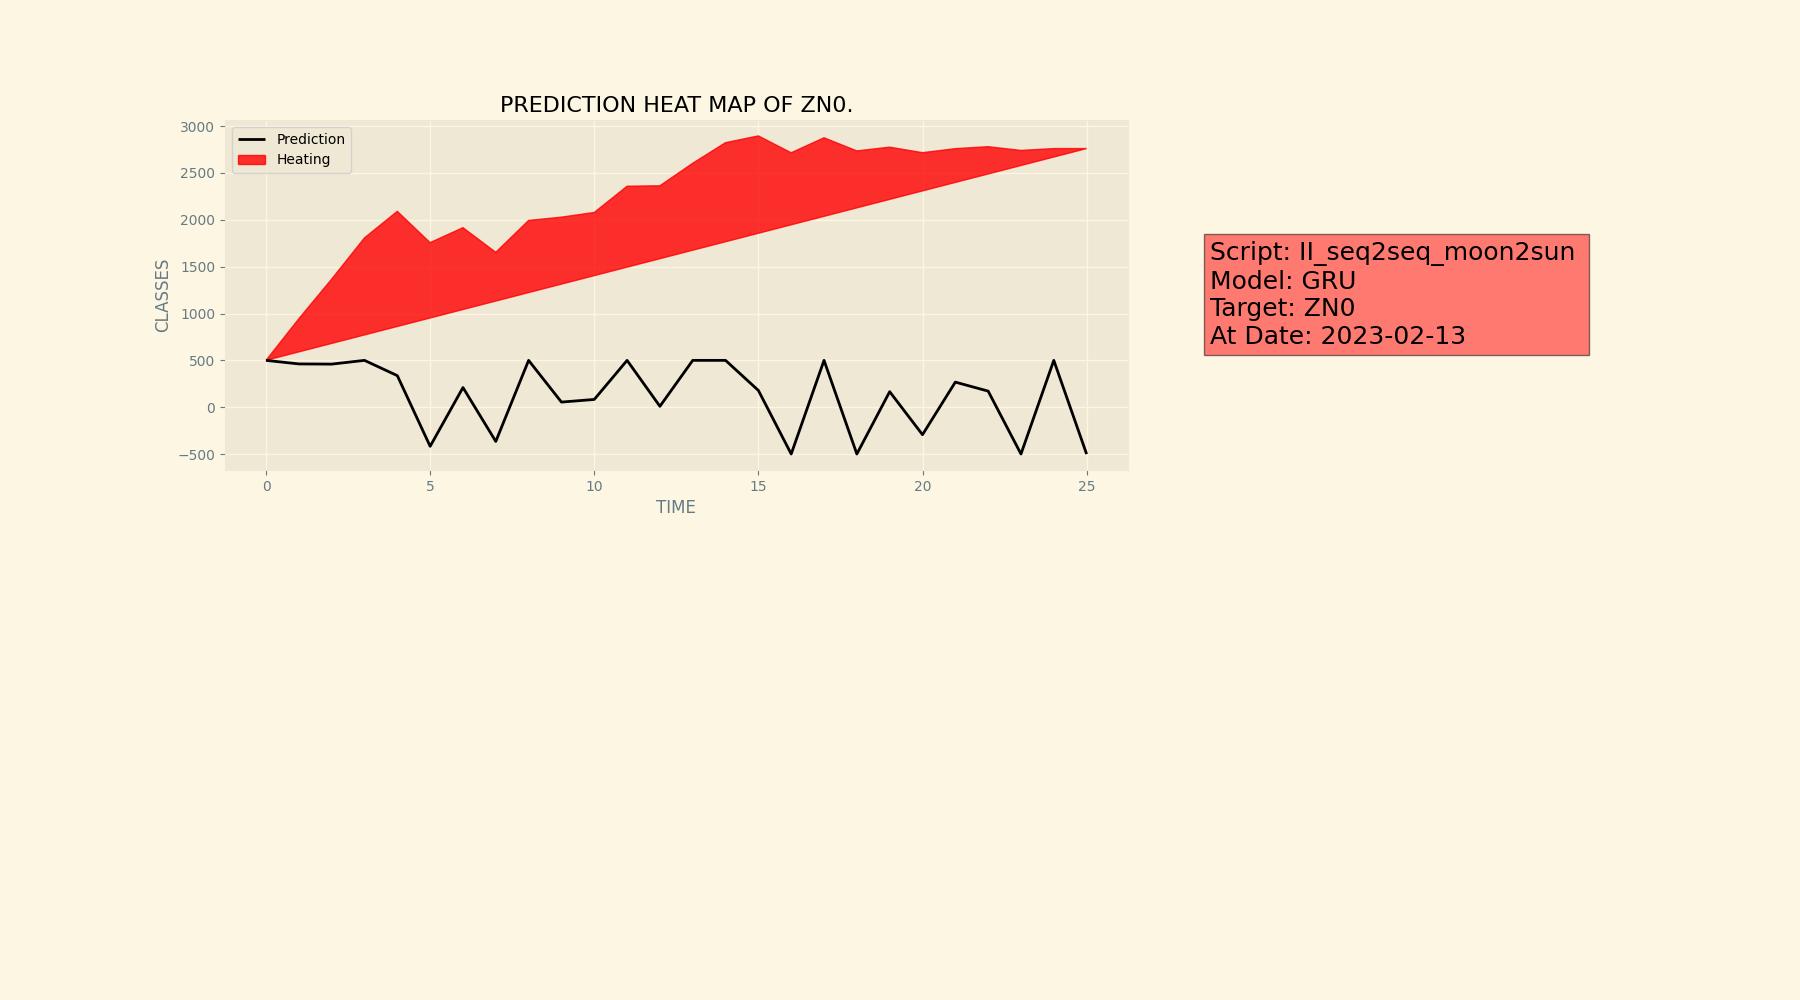 PREDICTION HEAT MAP OF ZN0.
Prediction
Heating
3000
2500
2000
1500
1000
500
0
−500
CLASSES
0 5 10 15 20 25
TIME
Script: II_seq2seq_moon2sun
Model: GRU
Target: ZN0
At Date: 2023-02-13